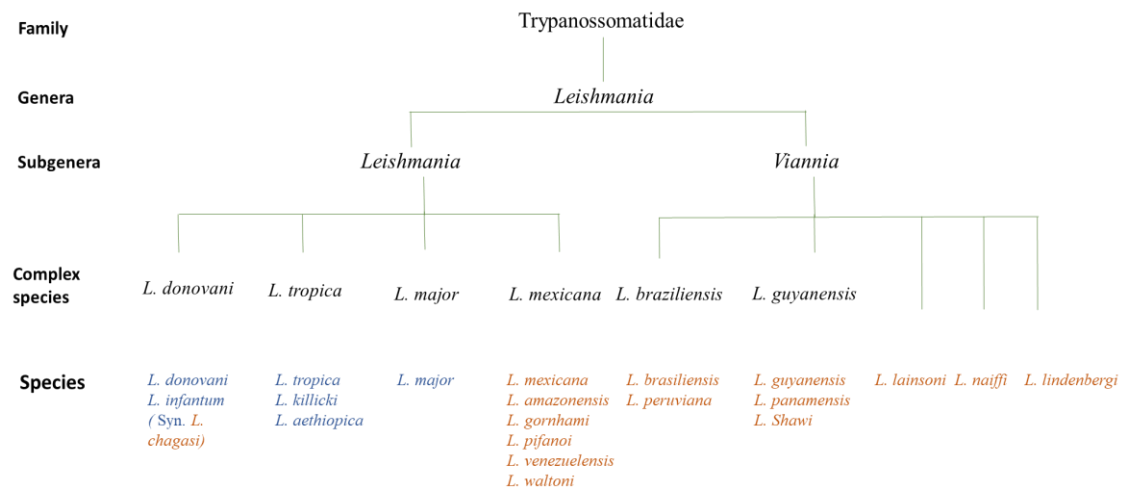 Family
Trypanossomatidae
Genera
Leishmania
Subgenera
Leishmania
Viannia
Complex
species
L. donovani
L. tropica
L. major
L. mexicana
L. braziliensis
L. guyanensis
Species
L. donovani
L. infantum
( Syn. L.
chagasi)
L. tropica
L. killicki
L. aethiopica
L. major
L. mexicana
L. amazonensis
L. gornhami
L. pifanoi
L. venezuelensis
L. waltoni
L. brasiliensis
L. peruviana
L. guyanensis
L. panamensis
L. Shawi
L. lainsoni
L. naiffi
L. lindenbergi